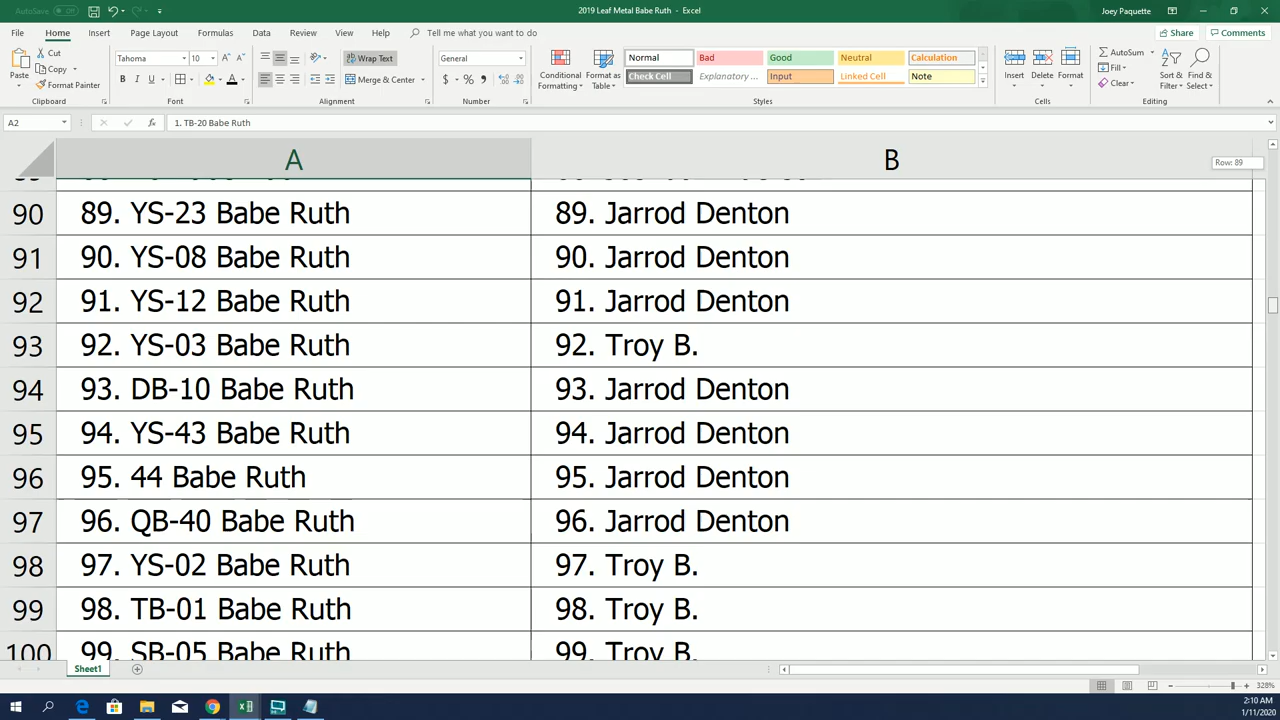 AutoSave Off 2019 Leaf Metal Babe Ruth - Excel Joey Paquette
File Home Insert Page Layout Formulas Data Review View Help Tell me what you want to do Share Comments
Paste Cut Copy Format Painter Clipboard
Tahoma 10 B I U A Font
Wrap Text Merge & Center Alignment
General $ % Number
Conditional Formatting Format as Table Normal Bad Good Neutral Calculation
Check Cell Explanatory ... Input Linked Cell Note Styles
Insert Delete Format Cells
AutoSum Fill Clear Sort & Filter Find & Select Editing
A2 fx 1. TB-20 Babe Ruth
A B Row: 89
90 89. YS-23 Babe Ruth 89. Jarrod Denton
91 90. YS-08 Babe Ruth 90. Jarrod Denton
92 91. YS-12 Babe Ruth 91. Jarrod Denton
93 92. YS-03 Babe Ruth 92. Troy B.
94 93. DB-10 Babe Ruth 93. Jarrod Denton
95 94. YS-43 Babe Ruth 94. Jarrod Denton
96 95. 44 Babe Ruth 95. Jarrod Denton
97 96. QB-40 Babe Ruth 96. Jarrod Denton
98 97. YS-02 Babe Ruth 97. Troy B.
99 98. TB-01 Babe Ruth 98. Troy B.
100 99. SB-05 Babe Ruth 99. Troy B.
Sheet1
328%
2:10 AM
1/11/2020